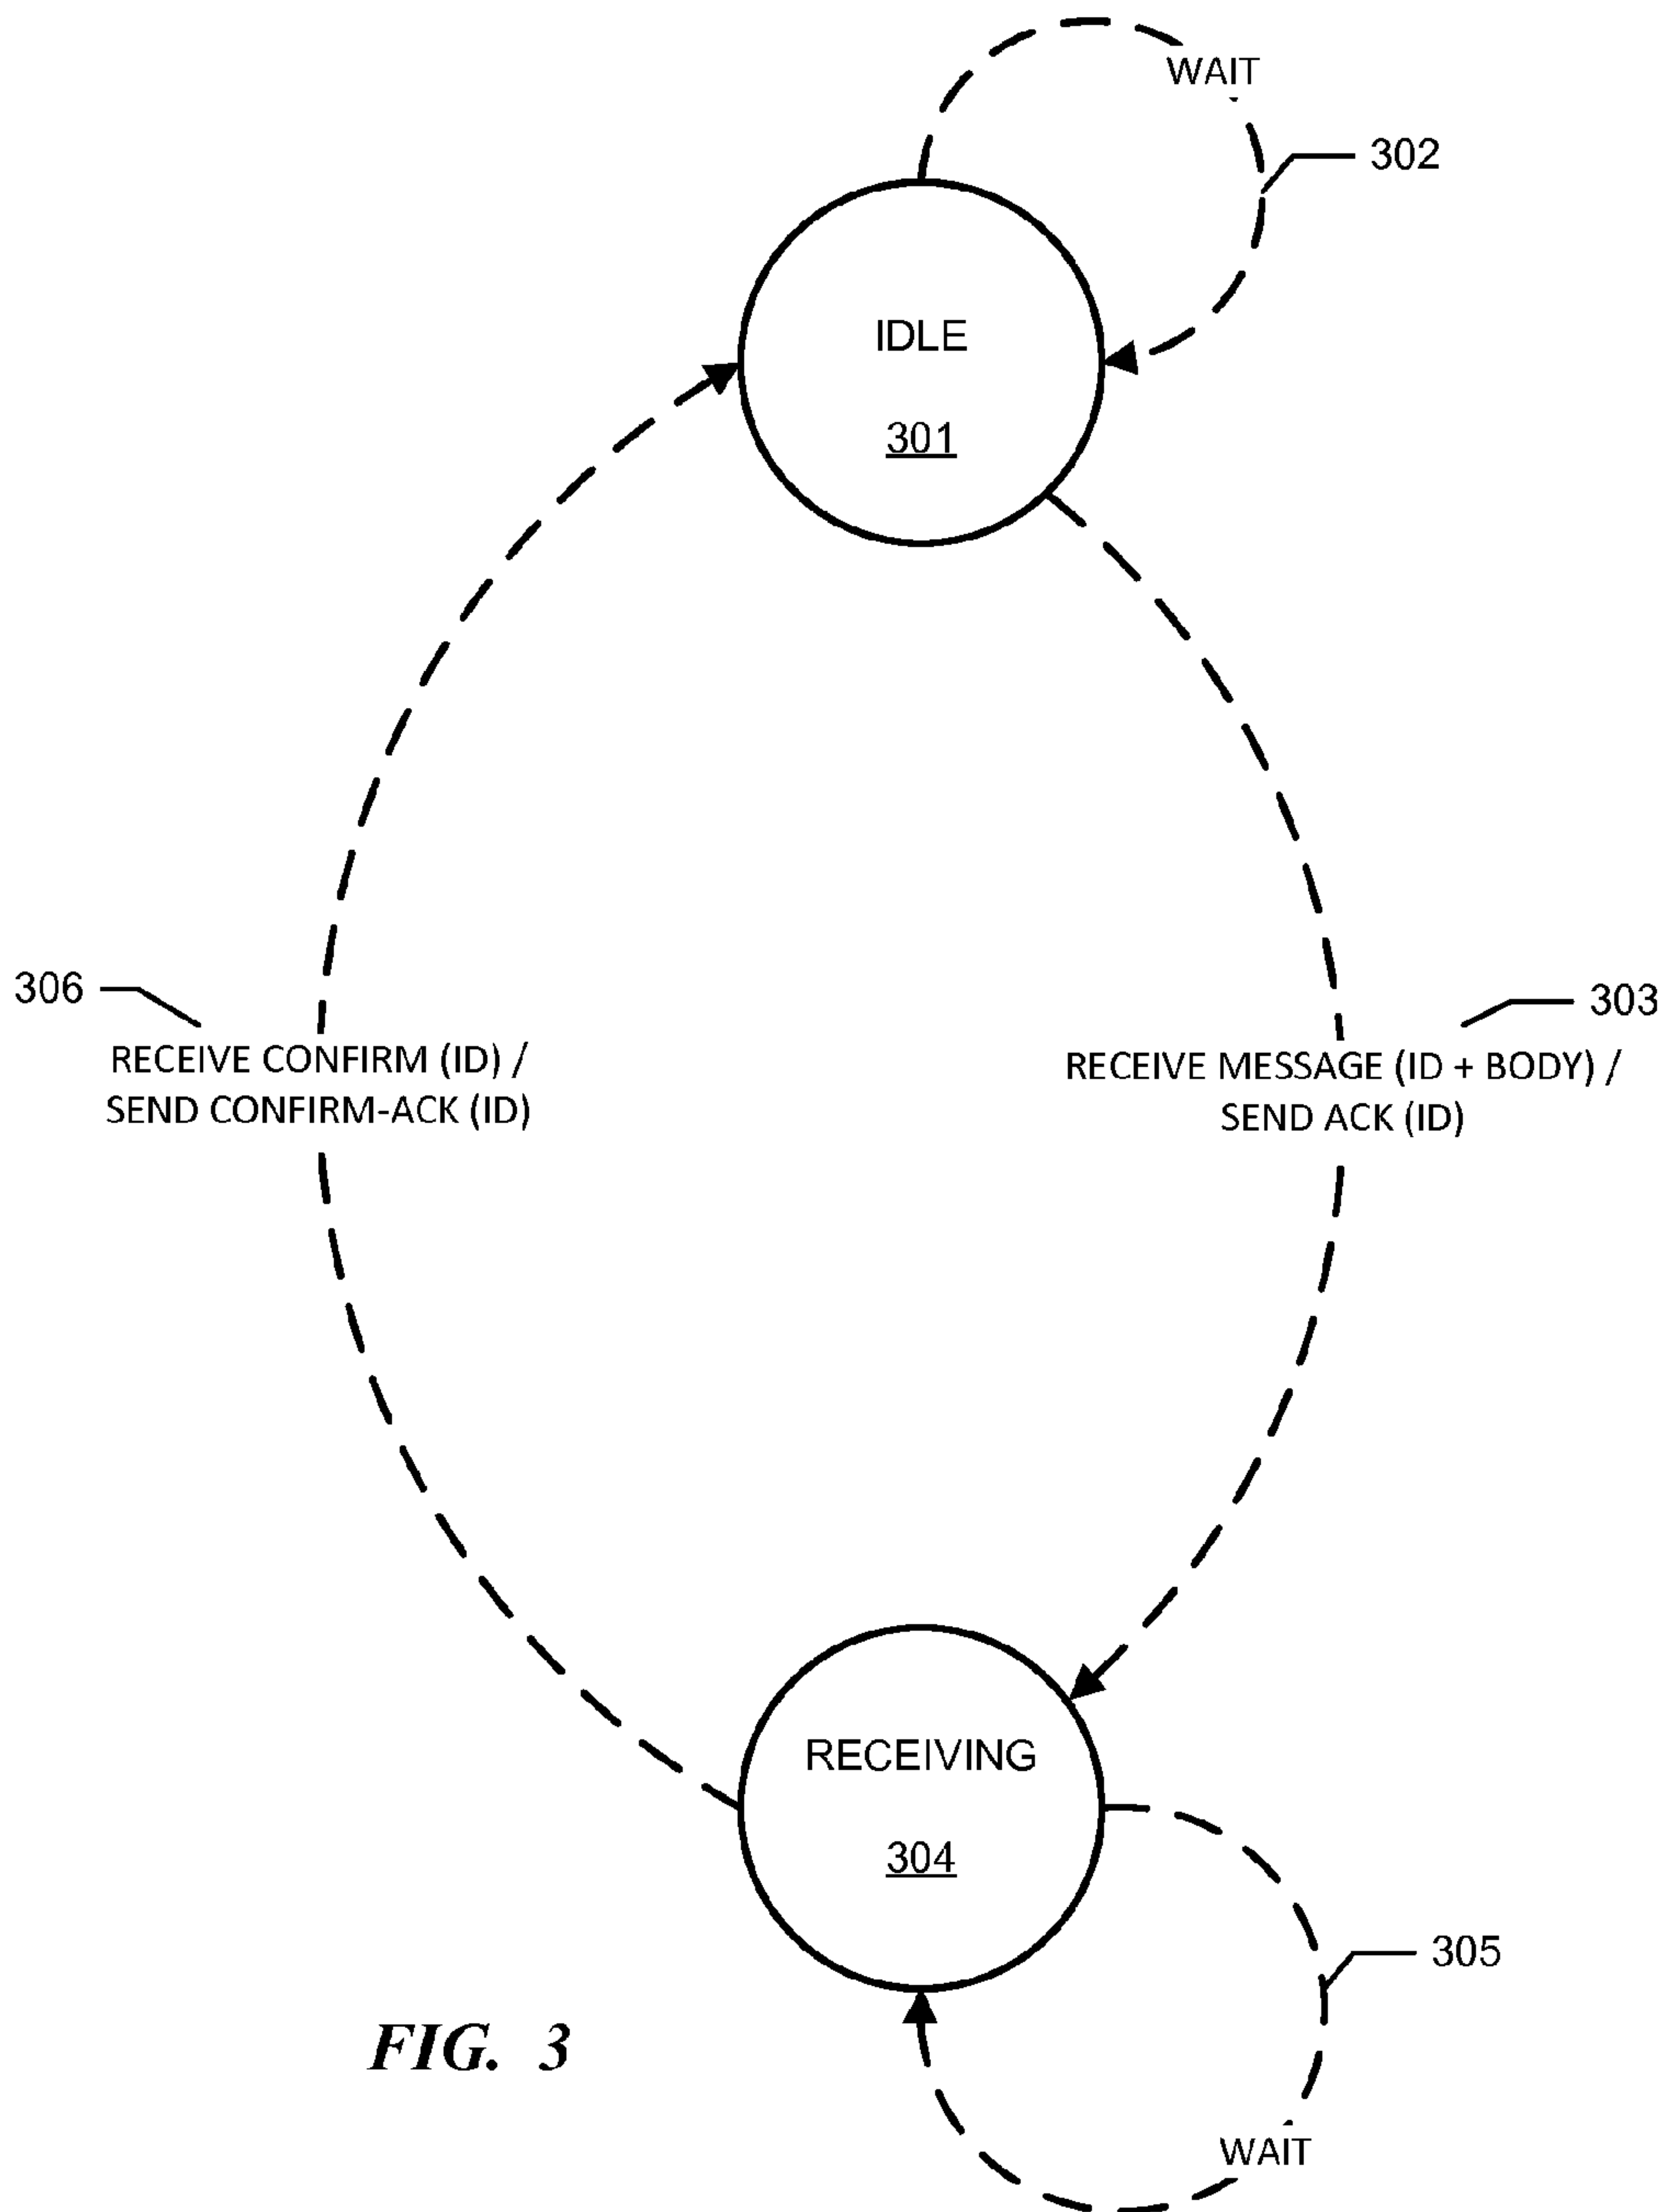 WAIT
302
IDLE
301
306
303
RECEIVE CONFIRM (ID) /
SEND CONFIRM-ACK (ID)
RECEIVE MESSAGE (ID + BODY) /
SEND ACK (ID)
RECEIVING
304
305
FIG. 3
WAIT